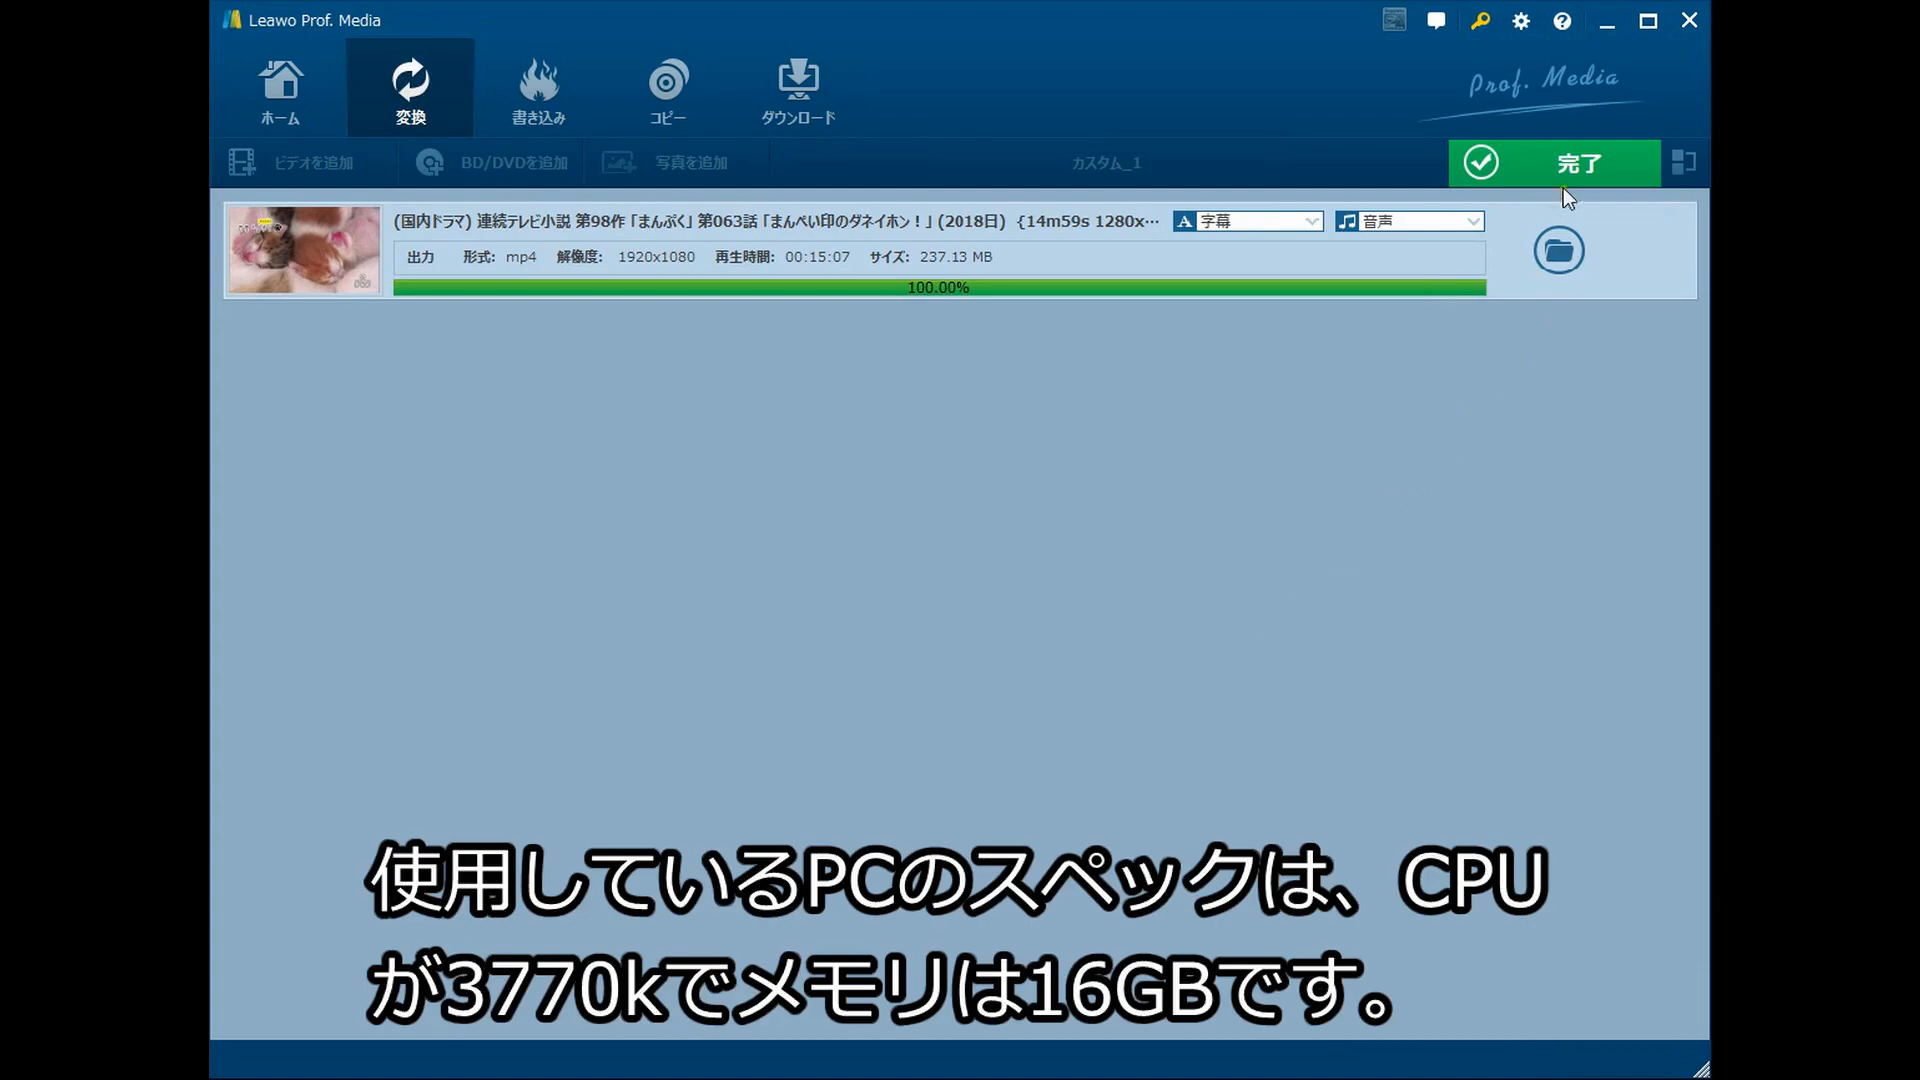 Leawo Prof. Media
Prof. Media
ホーム 変換 書き込み コピー ダウンロード
ビデオを追加 BD/DVDを追加 写真を追加 カスタム_1 完了
(国内ドラマ) 連続テレビ小説 第98作「まんぷく」第063話「まんぺい印のダネイホン！」(2018日) {14m59s 1280x… A 字幕 音声
出力 形式: mp4 解像度: 1920x1080 再生時間: 00:15:07 サイズ: 237.13 MB
100.00%
使用しているPCのスペックは、CPU
が3770kでメモリは16GBです。